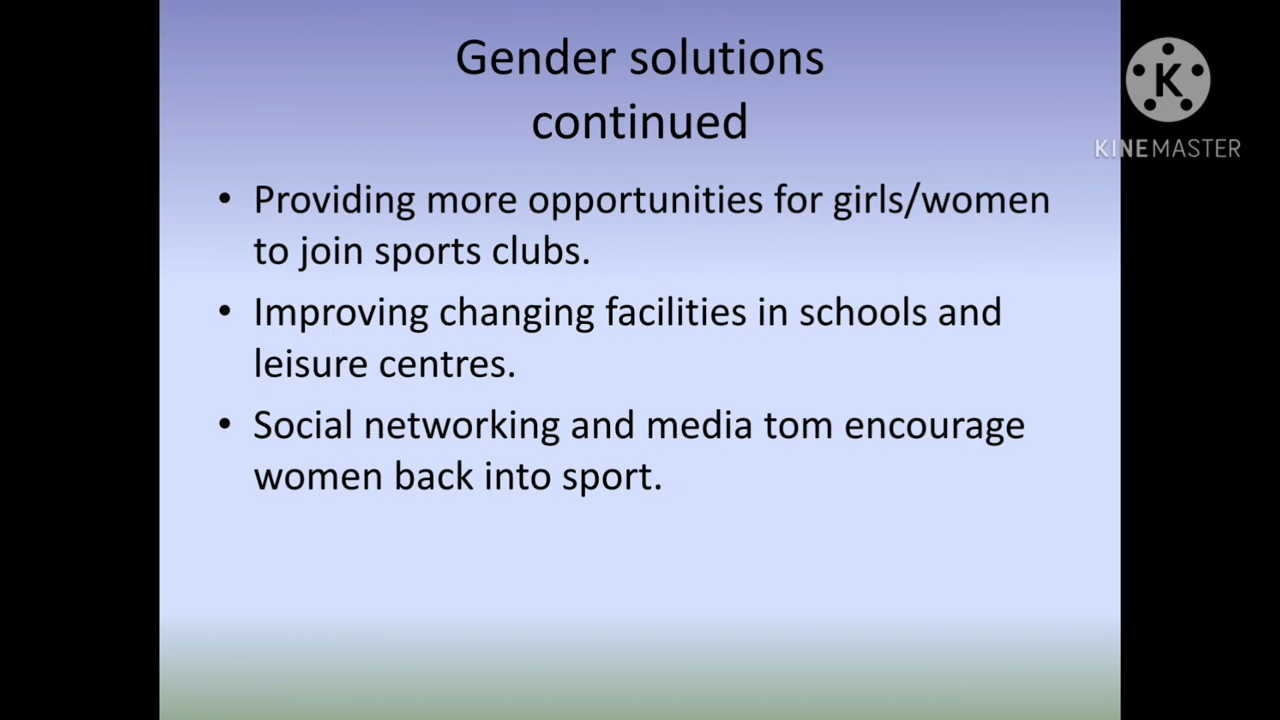 Gender solutions
continued
K
KINEMASTER
• Providing more opportunities for girls/women
to join sports clubs.
• Improving changing facilities in schools and
leisure centres.
• Social networking and media tom encourage
women back into sport.